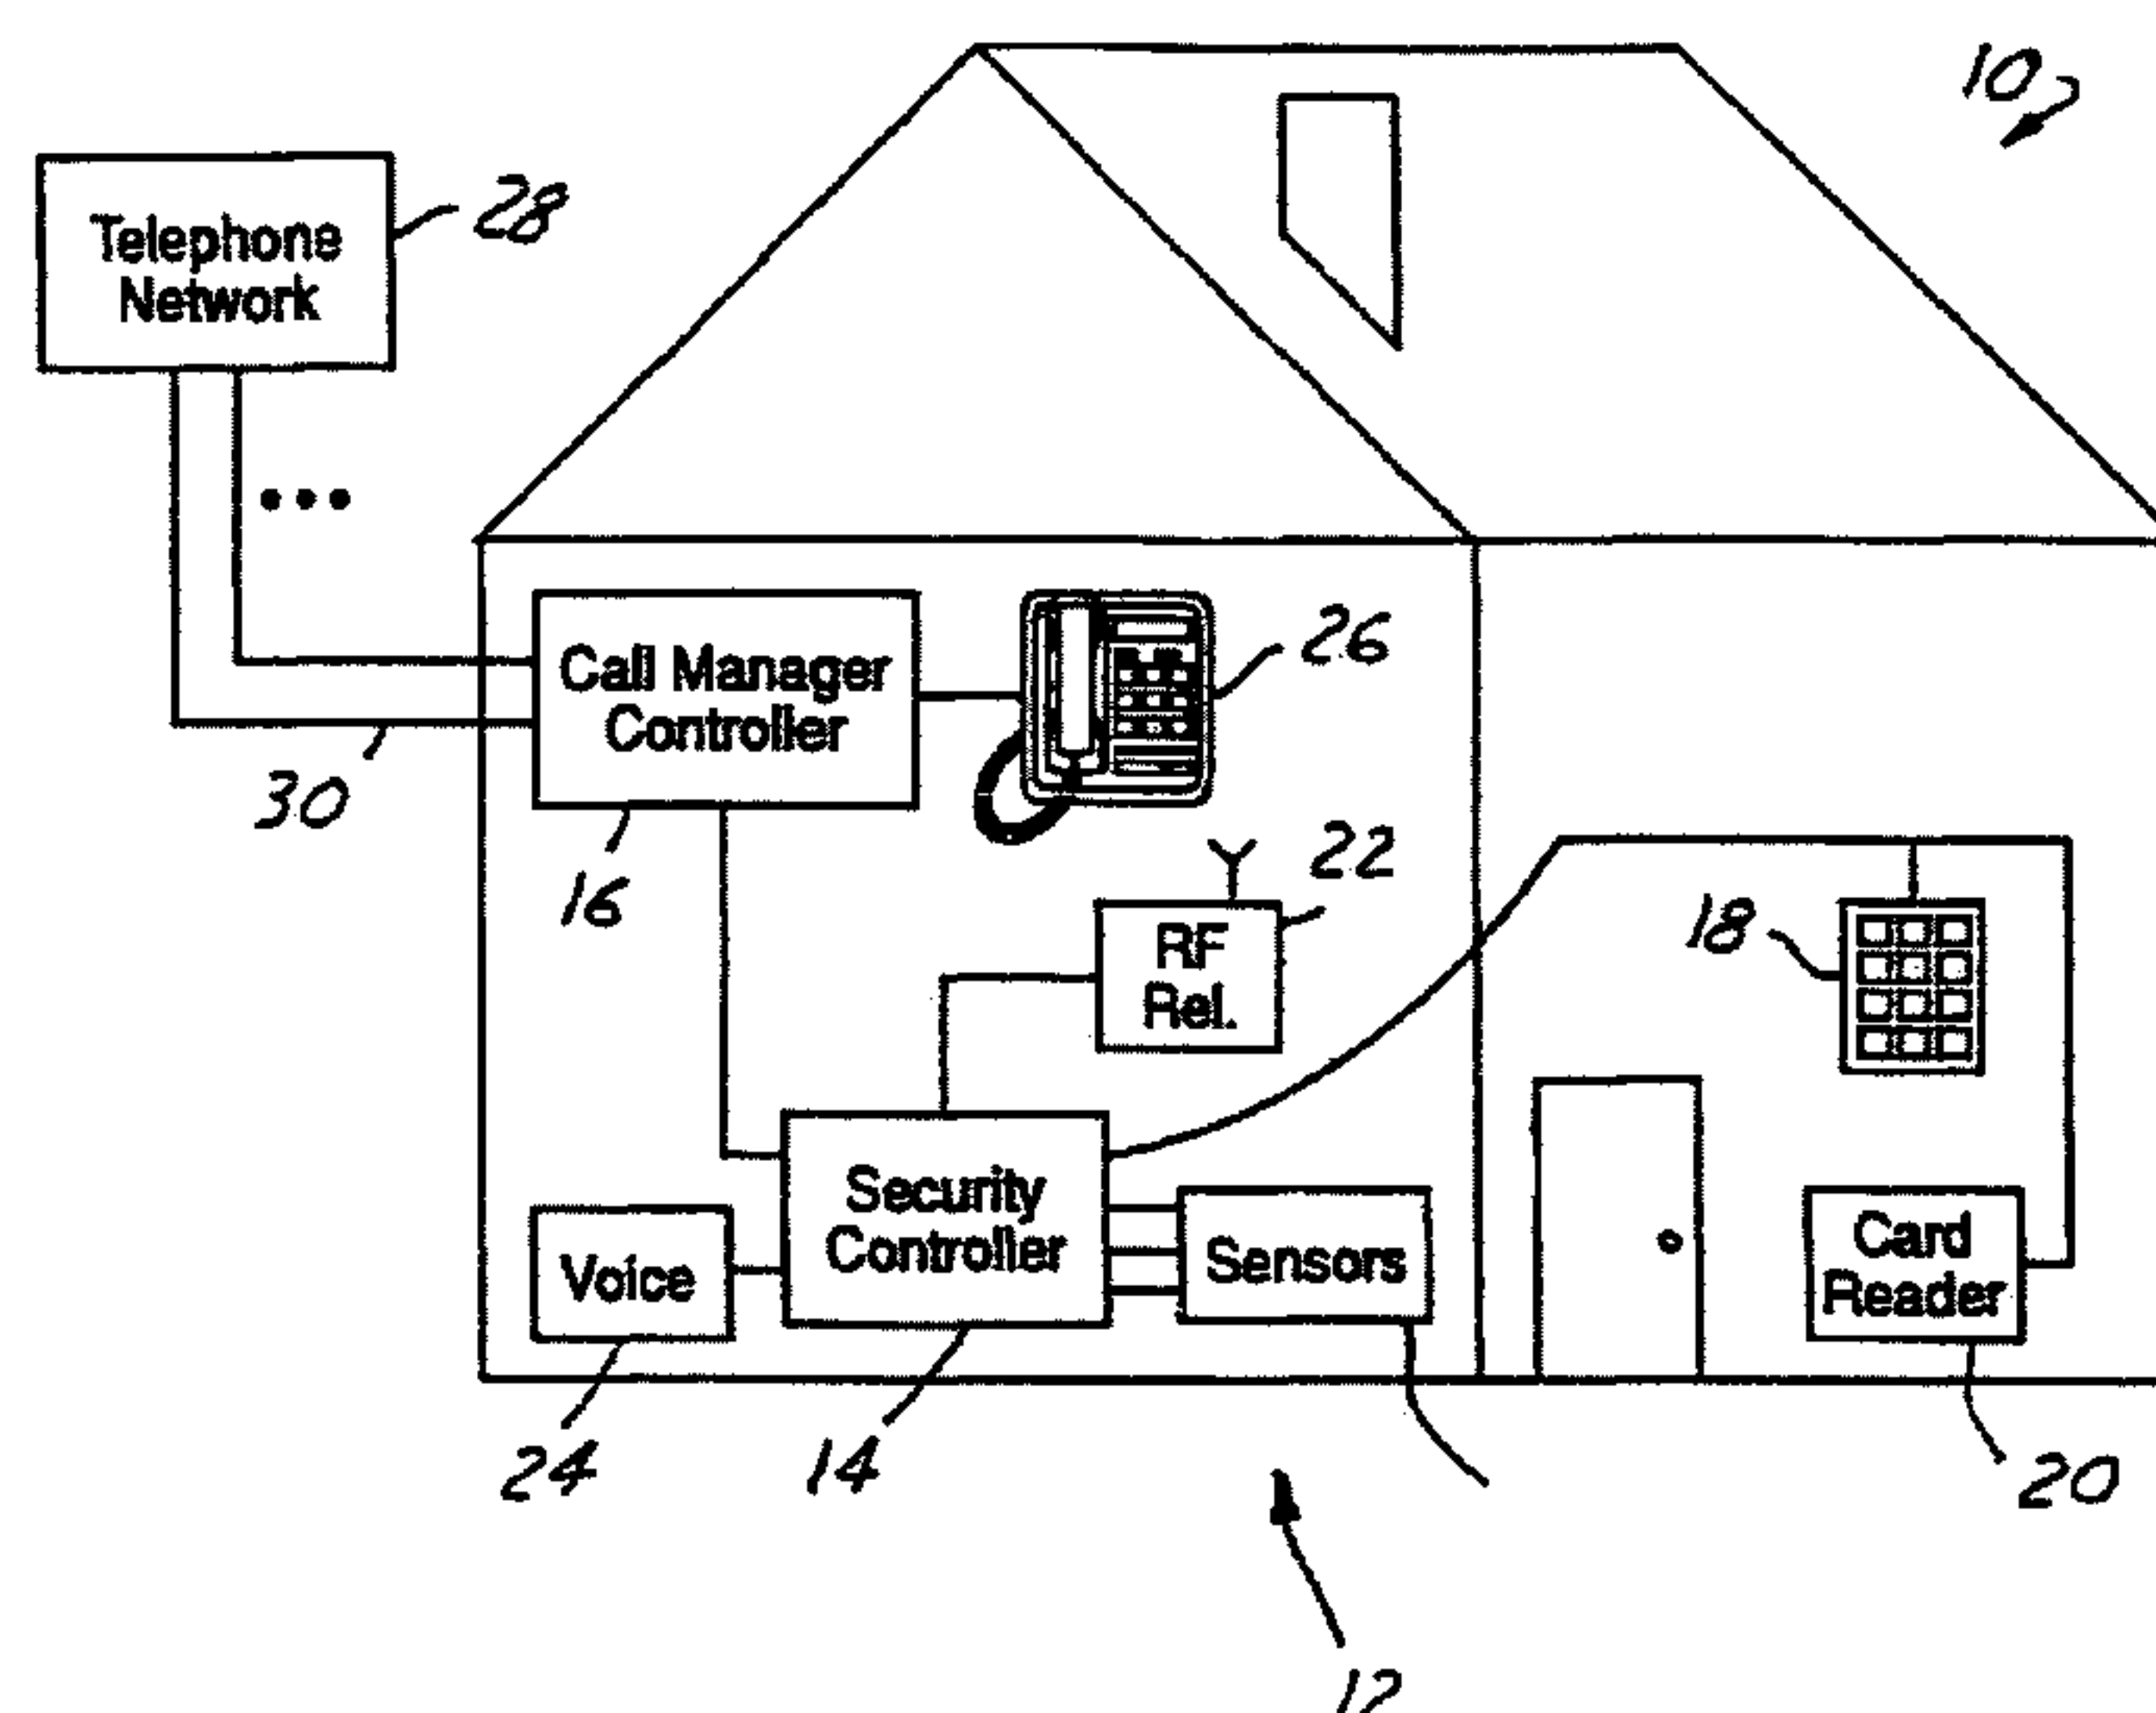 10
Telephone
Network
28
Call Manager
Controller
26
30
16
22
RF
Rel.
18
Security
Controller
Sensors
Card
Reader
Voice
24
14
20
12